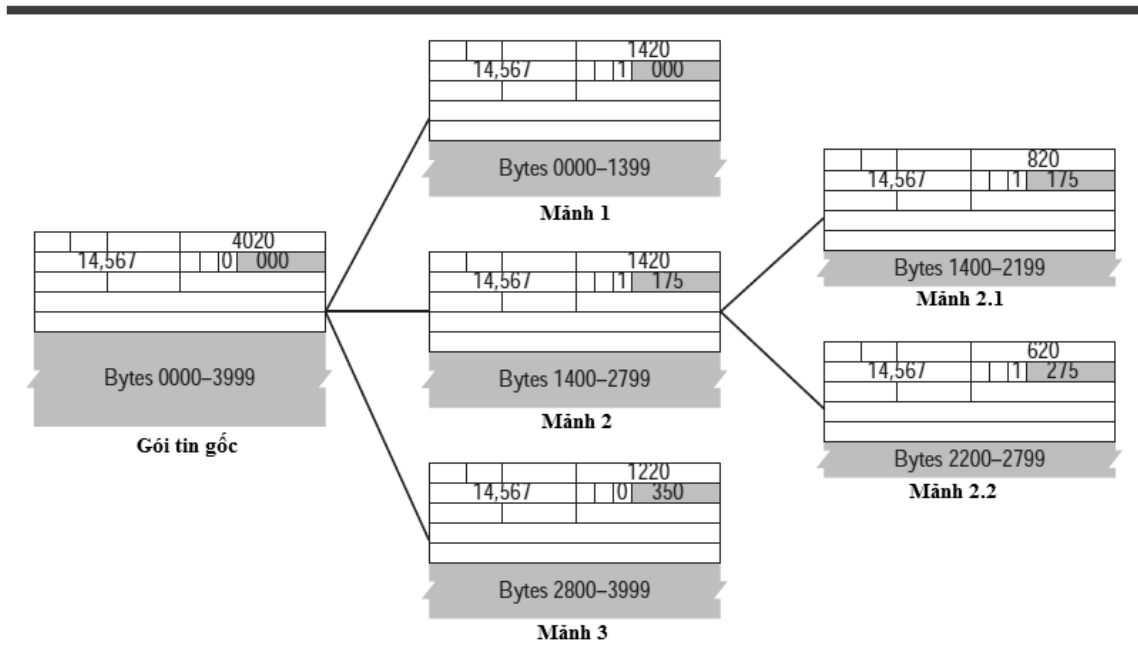 1420
14,567 1 000
Bytes 0000–1399
Mảnh 1
820
14,567 1 175
Bytes 1400–2199
Mảnh 2.1
4020
14,567 0 000
Bytes 0000–3999
Gói tin gốc
1420
14,567 1 175
Bytes 1400–2799
Mảnh 2
620
14,567 1 275
Bytes 2200–2799
Mảnh 2.2
1220
14,567 0 350
Bytes 2800–3999
Mảnh 3